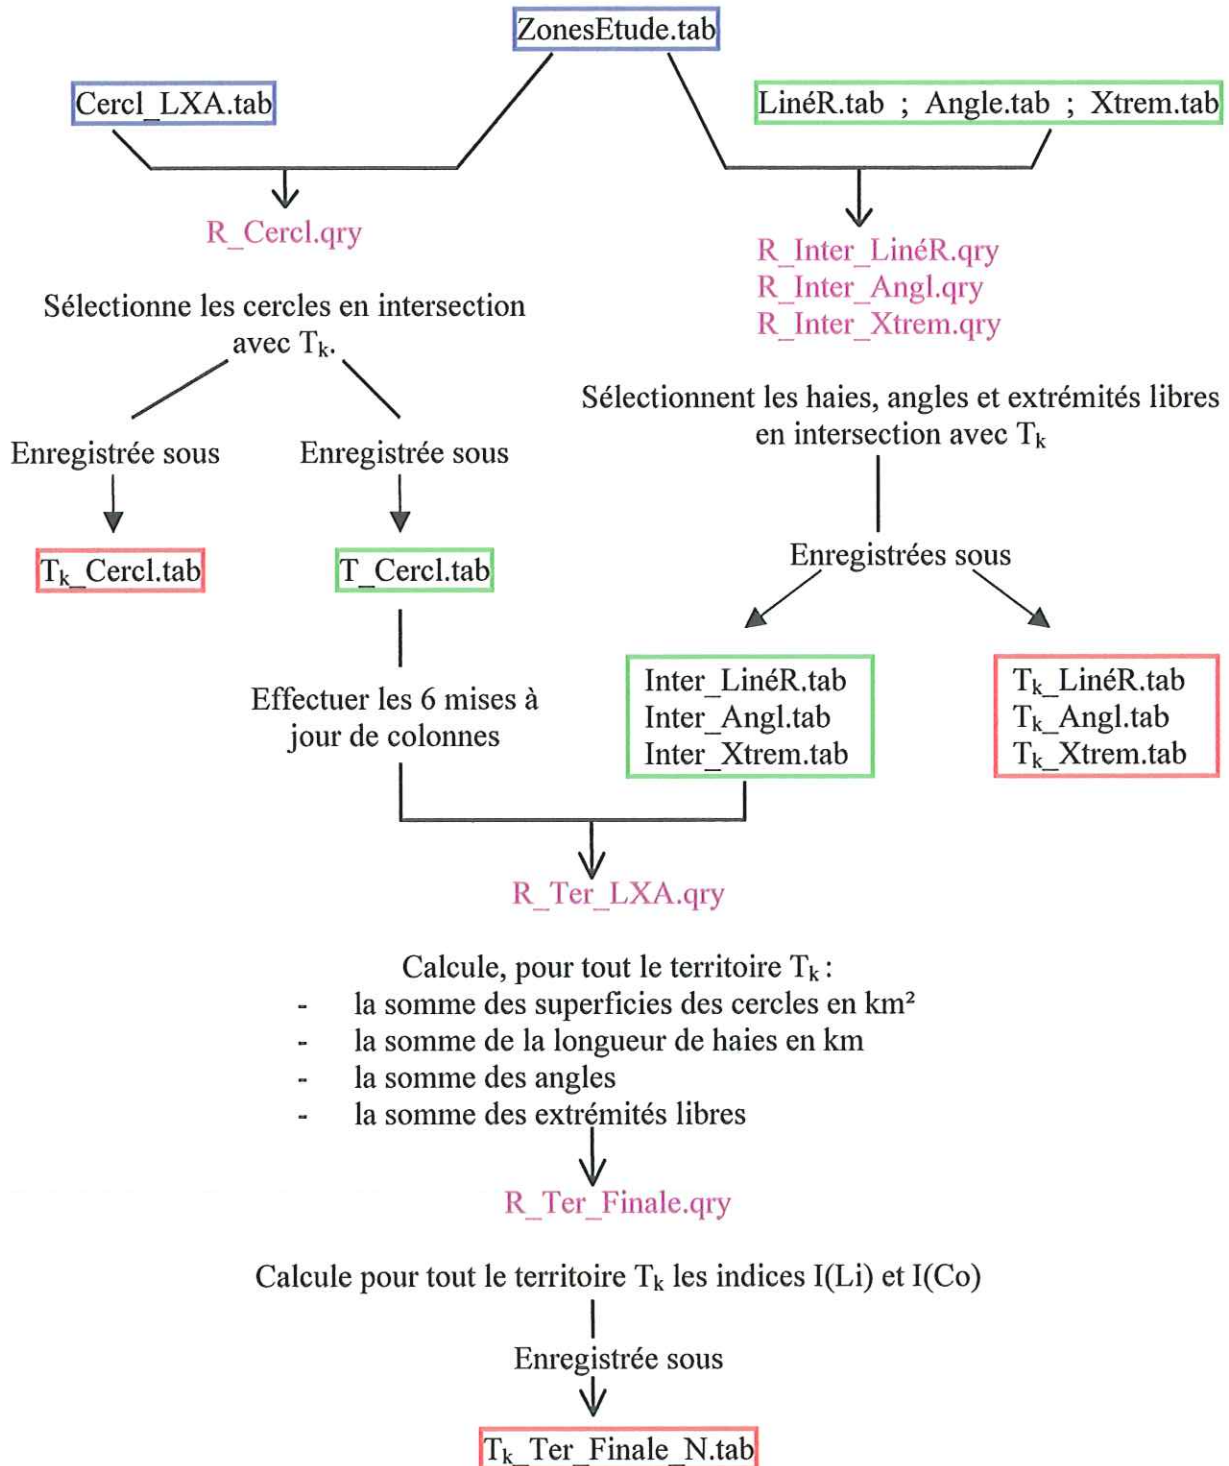 ZonesEtude.tab
Cercl_LXA.tab
LinéR.tab ; Angle.tab ; Xtrem.tab
R_Cercl.qry
Sélectionne les cercles en intersection
avec Tk.
R_Inter_LinéR.qry
R_Inter_Angl.qry
R_Inter_Xtrem.qry
Sélectionnent les haies, angles et extrémités libres
en intersection avec Tk
Enregistrée sous
Enregistrée sous
Tk_Cercl.tab
T_Cercl.tab
Enregistrées sous
Effectuer les 6 mises à
jour de colonnes
Inter_LinéR.tab
Inter_Angl.tab
Inter_Xtrem.tab
Tk_LinéR.tab
Tk_Angl.tab
Tk_Xtrem.tab
R_Ter_LXA.qry
Calcule, pour tout le territoire Tk :
- la somme des superficies des cercles en km²
- la somme de la longueur de haies en km
- la somme des angles
- la somme des extrémités libres
R_Ter_Finale.qry
Calcule pour tout le territoire Tk les indices I(Li) et I(Co)
Enregistrée sous
Tk_Ter_Finale_N.tab